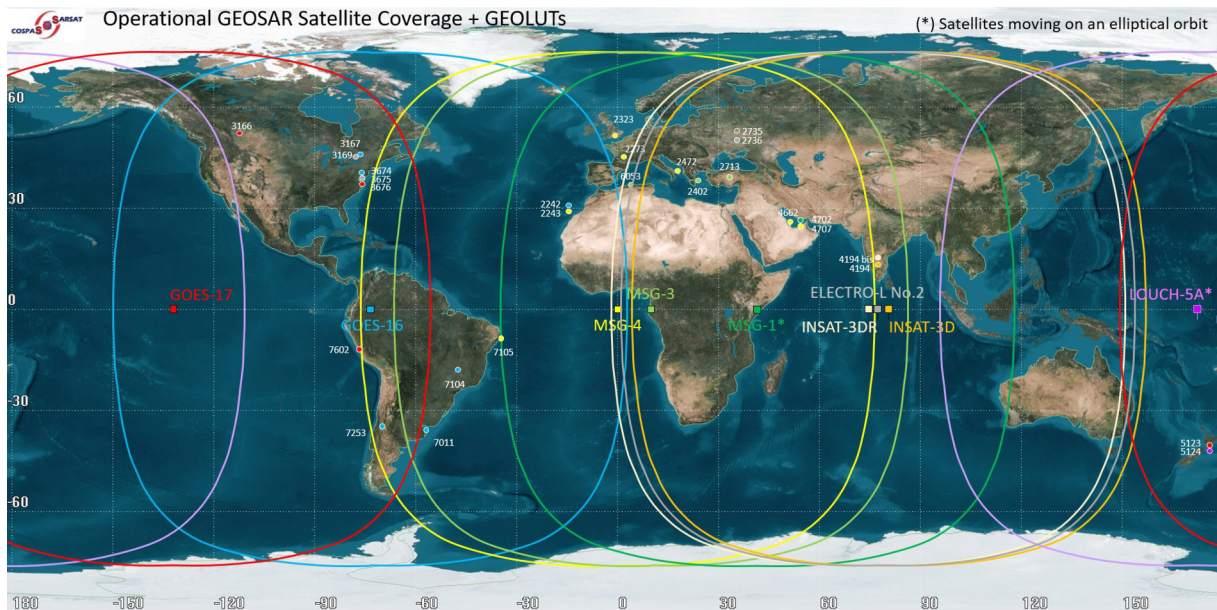 COSPAS SARSAT
Operational GEOSAR Satellite Coverage + GEOLUTs
(*) Satellites moving on an elliptical orbit
60
3166
3167
3169
3674
3675
3676
2323
2273
2735
2736
2472
2713
6053
2402
30
2242
2243
4662
4702
4707
4194 bis
4194
0
GOES-17
GOES-16
MSG-3
MSG-4
MSG-1*
ELECTRO-L No.2
INSAT-3DR
INSAT-3D
LOUCH-5A*
7602
7105
7104
-30
7253
7011
5123
5124
-60
180 -150 -120 -90 -60 -30 0 30 60 90 120 150